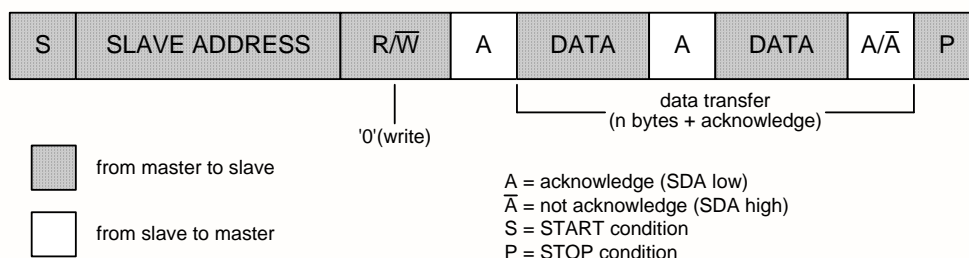 S SLAVE ADDRESS R/W̅ A DATA A DATA A/A̅ P
data transfer
(n bytes + acknowledge)
'0'(write)
from master to slave
from slave to master
A = acknowledge (SDA low)
A̅ = not acknowledge (SDA high)
S = START condition
P = STOP condition